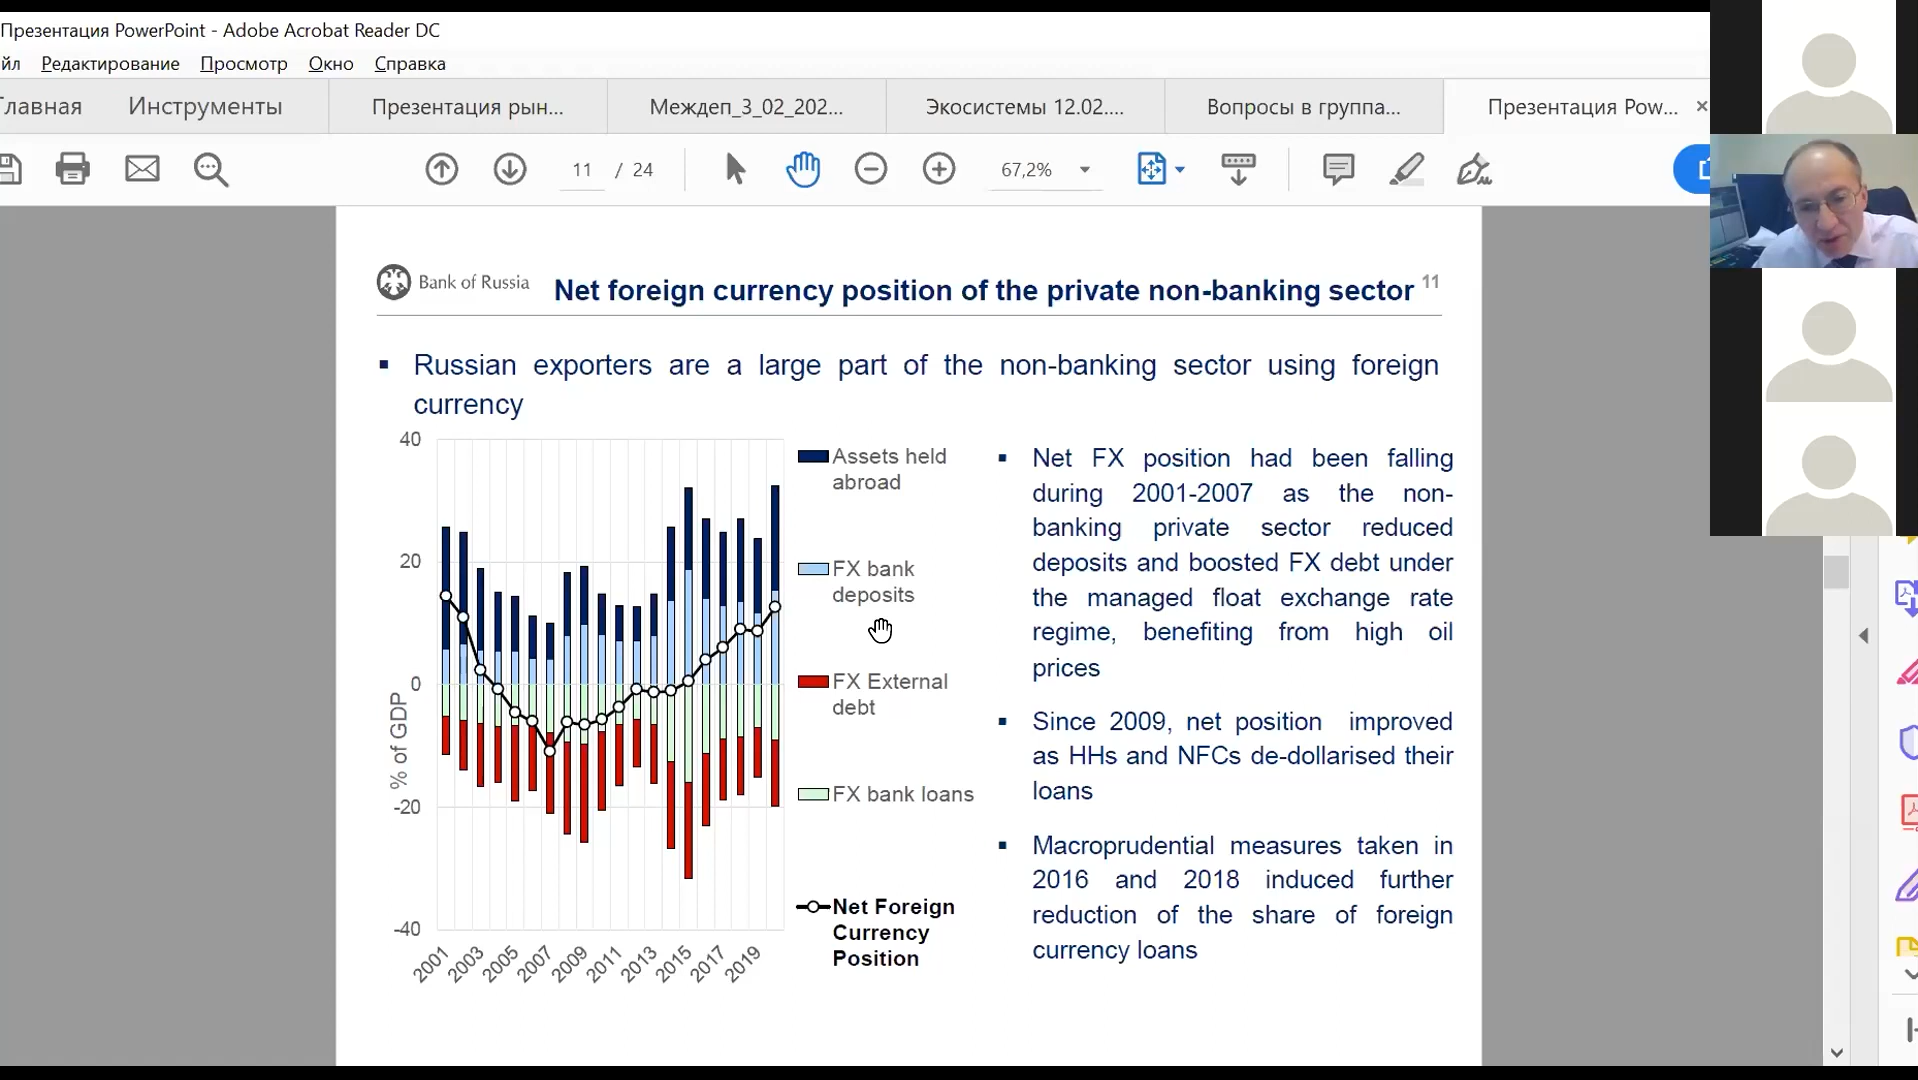 Презентация PowerPoint - Adobe Acrobat Reader DC
йл Редактирование Просмотр Окно Справка
Главная Инструменты Презентация рын... Междеп_3_02_202... Экосистемы 12.02.... Вопросы в группа... Презентация Pow... ×
11 / 24 67,2%
Bank of Russia
Net foreign currency position of the private non-banking sector 11
▪ Russian exporters are a large part of the non-banking sector using foreign
currency
40
20
0
-20
-40
% of GDP
2001 2003 2005 2007 2009 2011 2013 2015 2017 2019
Assets held
abroad
FX bank
deposits
FX External
debt
FX bank loans
Net Foreign
Currency
Position
▪ Net FX position had been falling
during 2001-2007 as the non-
banking private sector reduced
deposits and boosted FX debt under
the managed float exchange rate
regime, benefiting from high oil
prices
▪ Since 2009, net position improved
as HHs and NFCs de-dollarised their
loans
▪ Macroprudential measures taken in
2016 and 2018 induced further
reduction of the share of foreign
currency loans